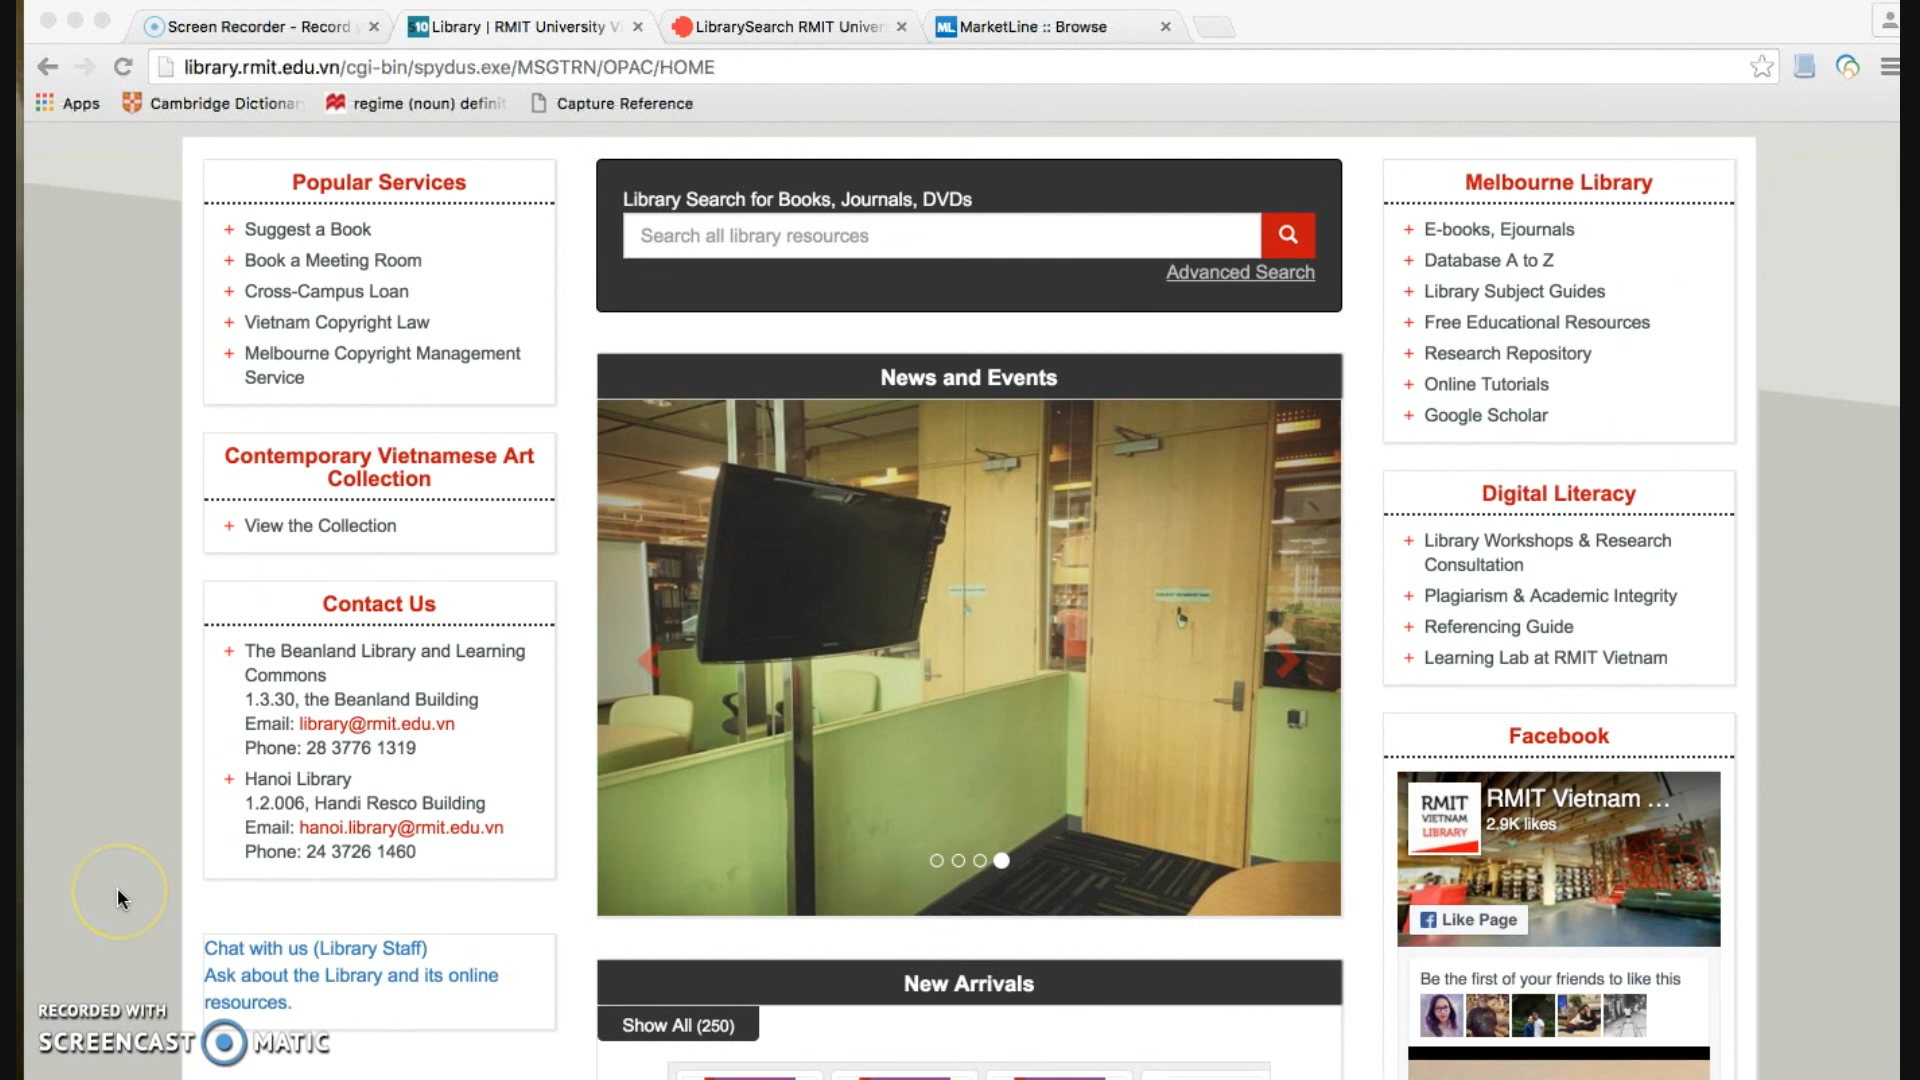 Screen Recorder - Record
Library | RMIT University Vi
LibrarySearch RMIT Univer
ML MarketLine :: Browse
library.rmit.edu.vn/cgi-bin/spydus.exe/MSGTRN/OPAC/HOME
Apps
Cambridge Dictionar
regime (noun) definit
Capture Reference
Popular Services
+ Suggest a Book
+ Book a Meeting Room
+ Cross-Campus Loan
+ Vietnam Copyright Law
+ Melbourne Copyright Management
Service
Contemporary Vietnamese Art
Collection
+ View the Collection
Contact Us
+ The Beanland Library and Learning
Commons
1.3.30, the Beanland Building
Email: library@rmit.edu.vn
Phone: 28 3776 1319
+ Hanoi Library
1.2.006, Handi Resco Building
Email: hanoi.library@rmit.edu.vn
Phone: 24 3726 1460
Chat with us (Library Staff)
Ask about the Library and its online
resources.
RECORDED WITH
SCREENCAST MATIC
Library Search for Books, Journals, DVDs
Search all library resources
Advanced Search
News and Events
New Arrivals
Show All (250)
Melbourne Library
+ E-books, Ejournals
+ Database A to Z
+ Library Subject Guides
+ Free Educational Resources
+ Research Repository
+ Online Tutorials
+ Google Scholar
Digital Literacy
+ Library Workshops & Research
Consultation
+ Plagiarism & Academic Integrity
+ Referencing Guide
+ Learning Lab at RMIT Vietnam
Facebook
RMIT
VIETNAM
LIBRARY
RMIT Vietnam ...
2.9K likes
Like Page
Be the first of your friends to like this